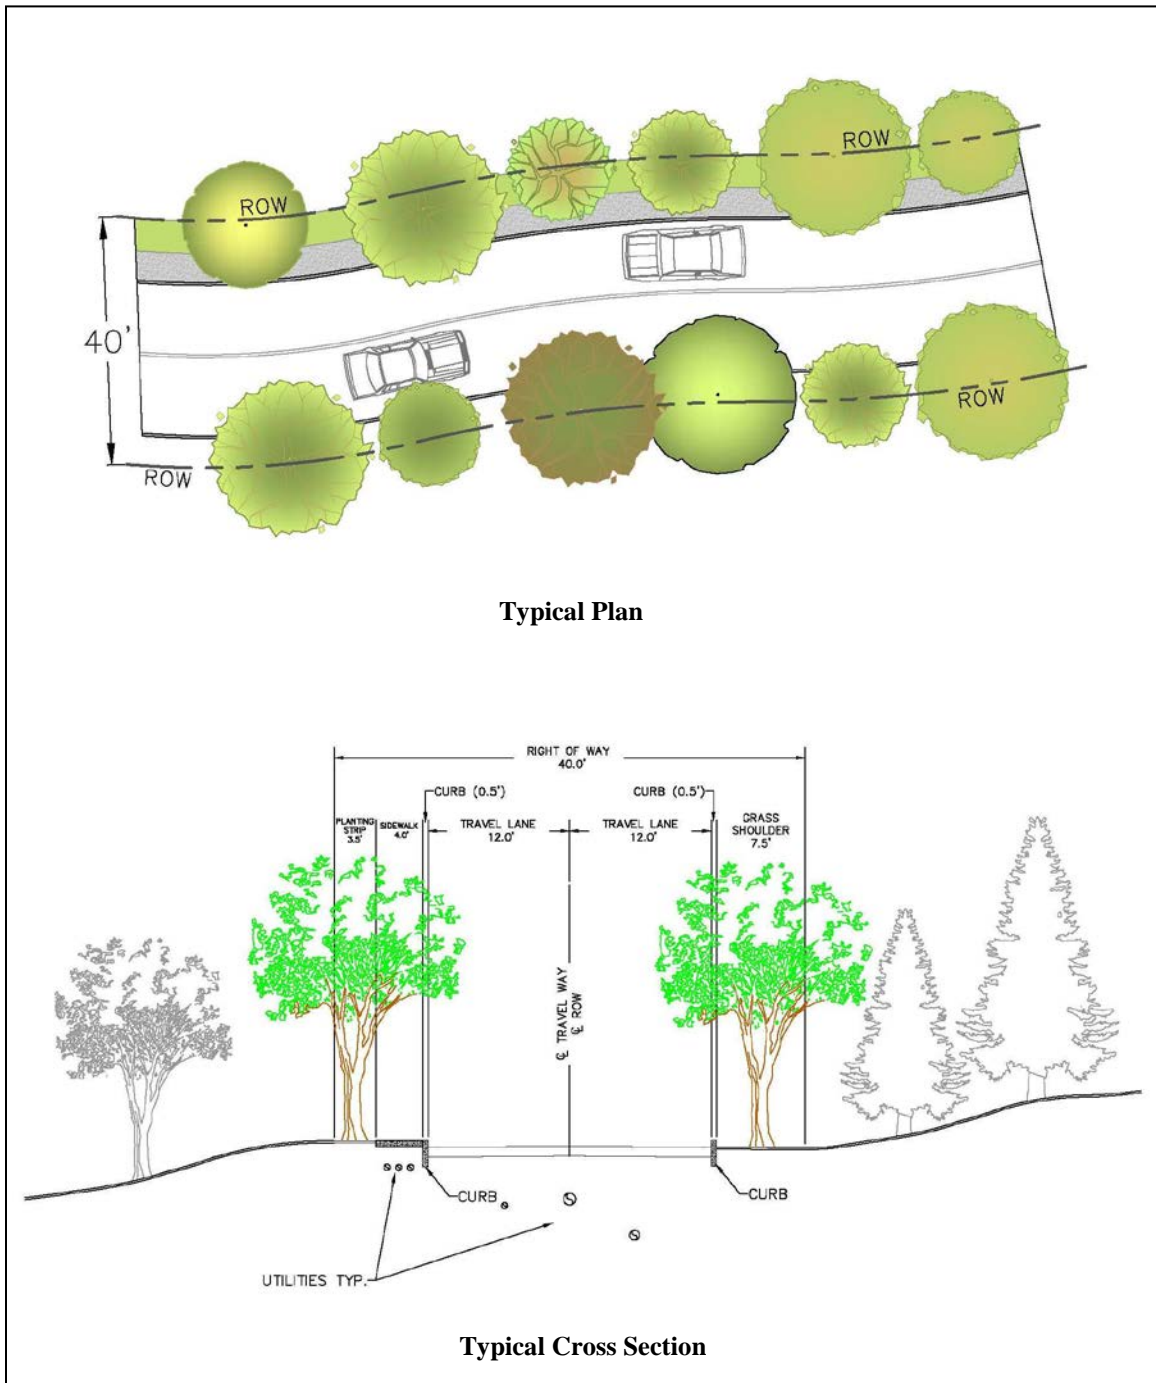 ROW
ROW
40'
ROW
ROW
Typical Plan
RIGHT OF WAY
40.0'
CURB (0.5')
CURB (0.5')
PLANTING
STRIP
3.5'
SIDEWALK
4.0'
TRAVEL LANE
12.0'
TRAVEL LANE
12.0'
GRASS
SHOULDER
7.5'
℄ TRAVEL WAY
℄ ROW
CURB
CURB
UTILITIES TYP.
Typical Cross Section